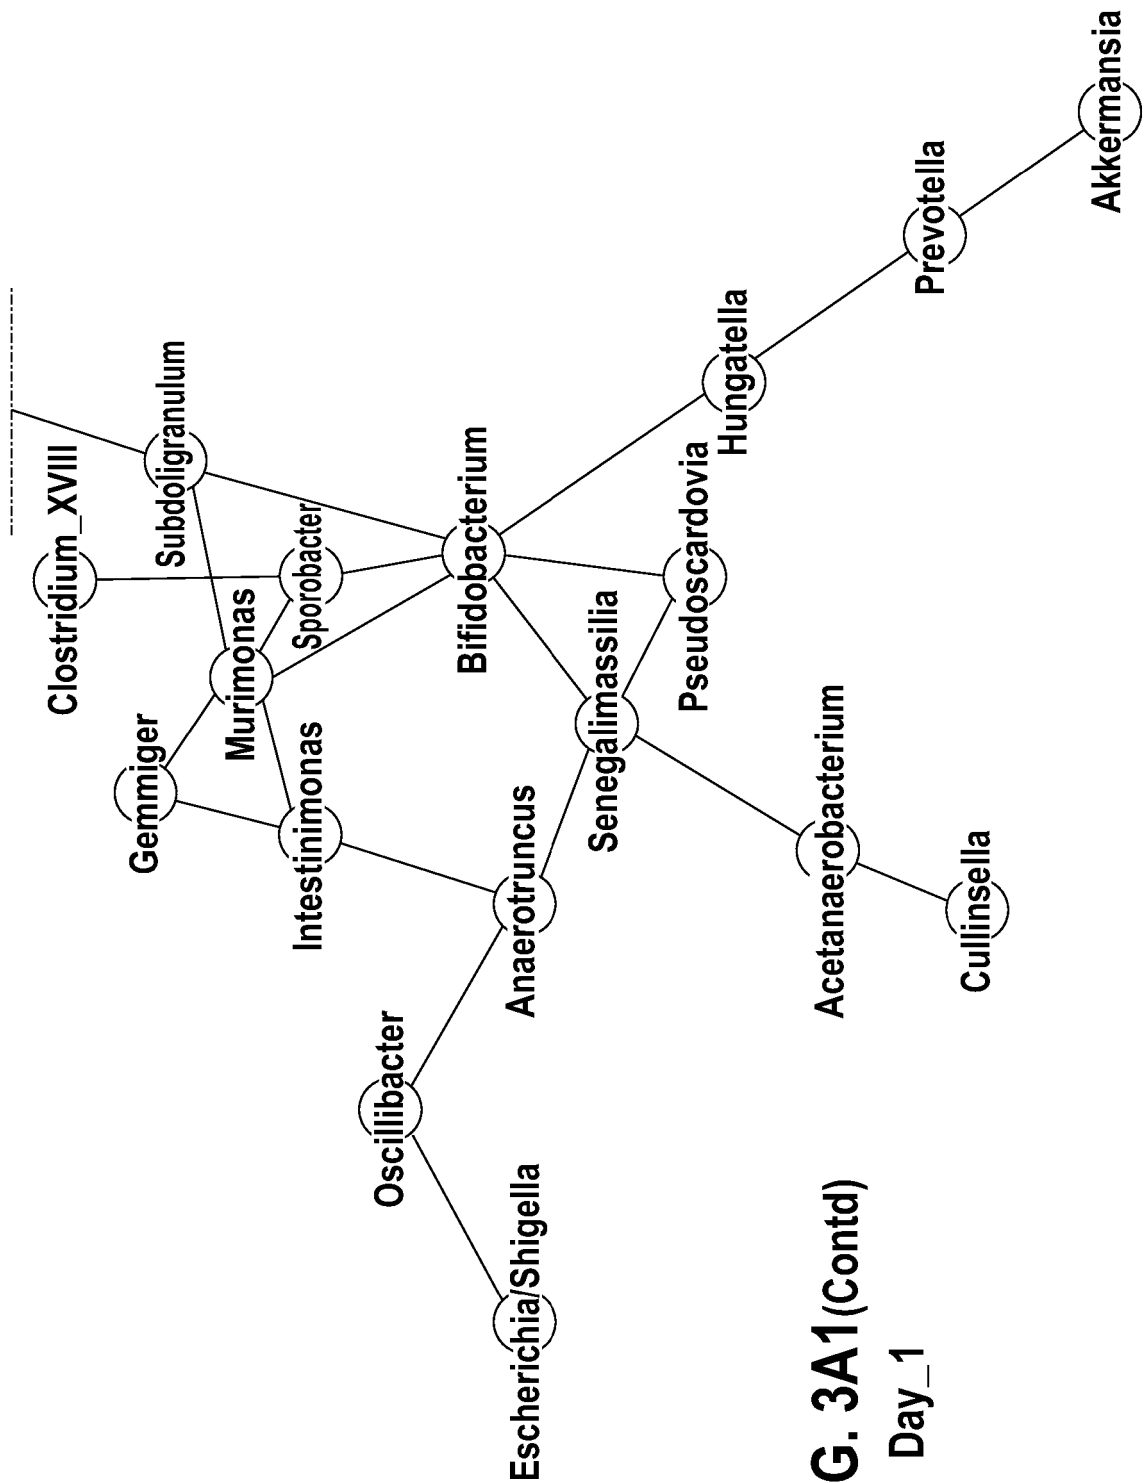 Clostridium_XVIII
Gemmiger
Subdoligranulum
Murimonas
Intestinimonas
Sporobacter
Oscillibacter
Bifidobacterium
Escherichia/Shigella
Anaerotruncus
Senegalimassilia
Pseudoscardovia
Hungatella
Acetanaerobacterium
Prevotella
Cullinsella
Akkermansia
G. 3A1(Contd)
Day_1